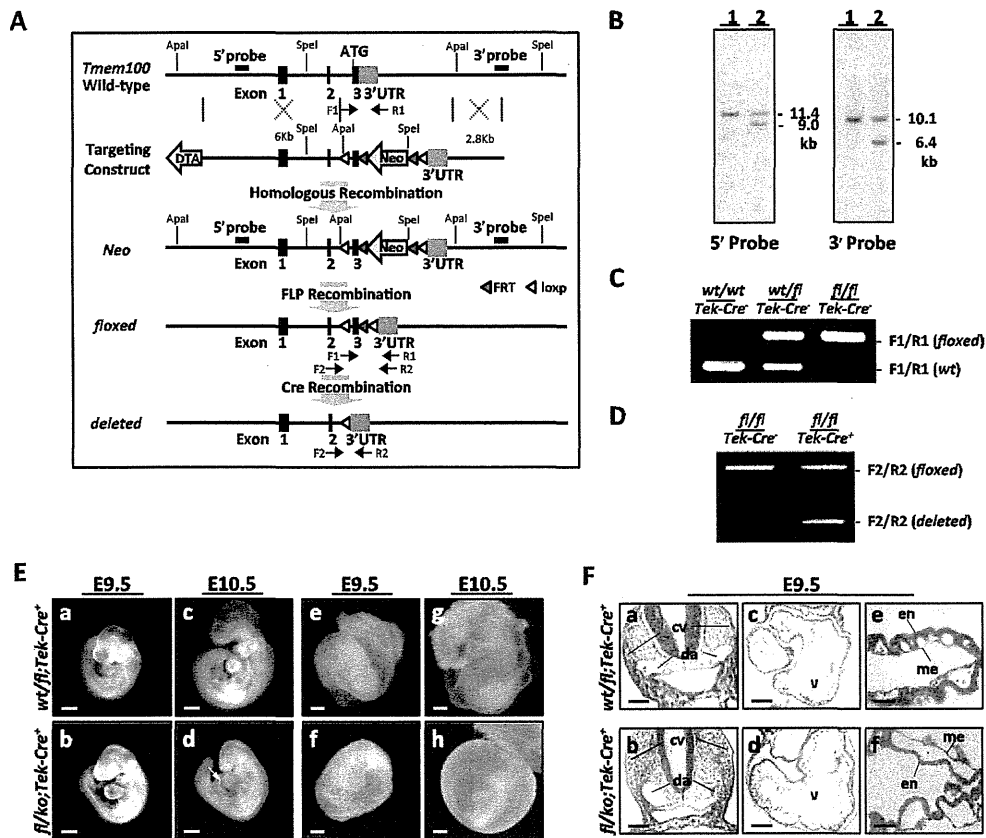 A
Tmem100
Wild-type
ApaI
5'probe
SpeI
ATG
ApaI
3'probe
SpeI
Exon
1
2
3
3'UTR
F1
R1
6Kb
SpeI
ApaI
SpeI
2.8Kb
Targeting
Construct
DTA
Neo
3'UTR
Homologous Recombination
ApaI
5'probe
SpeI
ApaI
SpeI
ApaI
3'probe
SpeI
Neo
Neo
Exon
1
2
3
3'UTR
FRT
loxp
FLP Recombination
floxed
Exon
1
2
3
3'UTR
F1
R1
F2
R2
Cre Recombination
deleted
Exon
1
2
3'UTR
F2
R2
B
1 2
1 2
11.4
9.0
kb
10.1
6.4
kb
5' Probe
3' Probe
C
wt/wt
wt/fl
fl/fl
Tek-Cre-
Tek-Cre-
Tek-Cre-
F1/R1 (floxed)
F1/R1 (wt)
D
fl/fl
fl/fl
Tek-Cre-
Tek-Cre+
F2/R2 (floxed)
F2/R2 (deleted)
E
E9.5
E10.5
E9.5
E10.5
wt/fl;Tek-Cre+
a
c
e
g
fl/ko;Tek-Cre+
b
d
f
h
F
E9.5
wt/fl;Tek-Cre+
a
cv
da
c
v
e
en
me
fl/ko;Tek-Cre+
b
cv
da
d
v
f
me
en